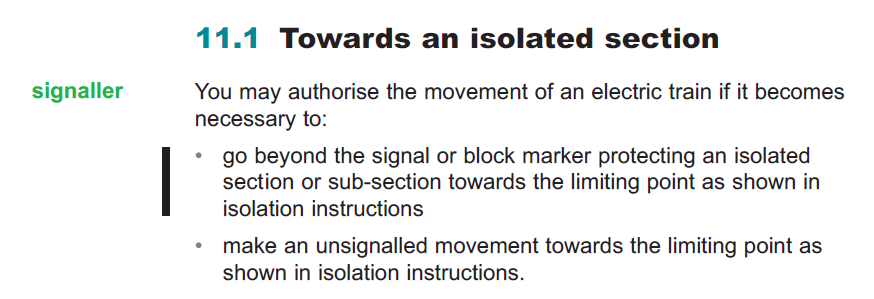 11.1 Towards an isolated section
signaller
You may authorise the movement of an electric train if it becomes
necessary to:
• go beyond the signal or block marker protecting an isolated
section or sub-section towards the limiting point as shown in
isolation instructions
• make an unsignalled movement towards the limiting point as
shown in isolation instructions.